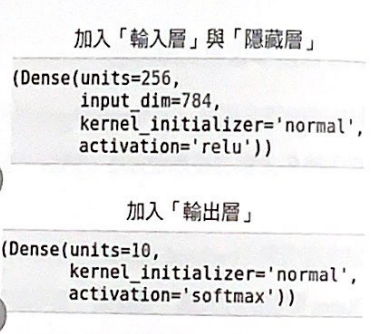 加入「輸入層」與「隱藏層」
(Dense(units=256,
input_dim=784,
kernel_initializer='normal',
activation='relu'))
加入「輸出層」
(Dense(units=10,
kernel_initializer='normal',
activation='softmax'))